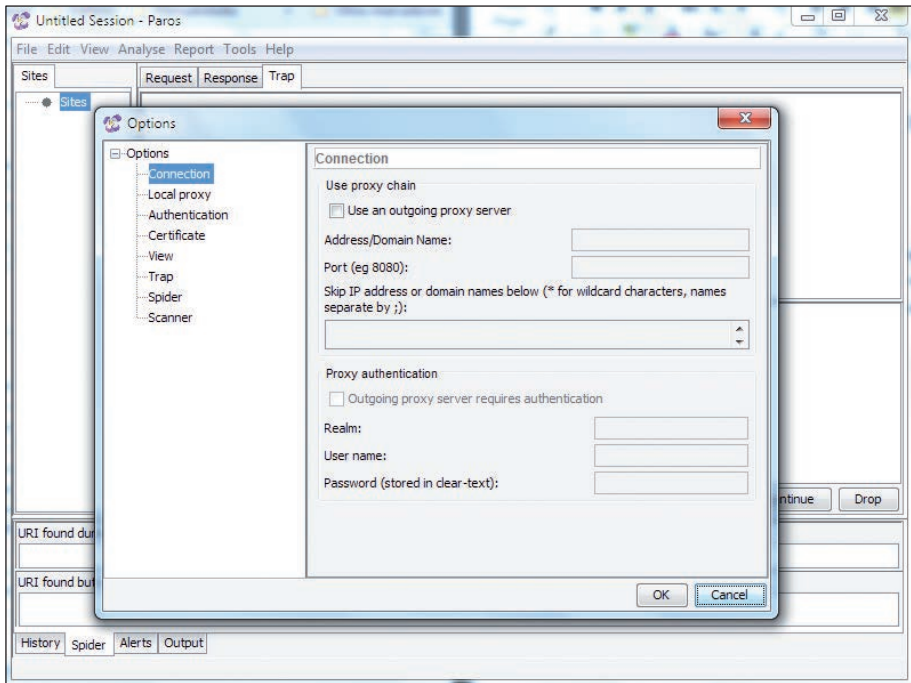 Untitled Session - Paros
File Edit View Analyse Report Tools Help
Sites
Request Response Trap
Sites
Options
Options
Connection
Local proxy
Authentication
Certificate
View
Trap
Spider
Scanner
Connection
Use proxy chain
Use an outgoing proxy server
Address/Domain Name:
Port (eg 8080):
Skip IP address or domain names below (* for wildcard characters, names
separate by ;):
Proxy authentication
Outgoing proxy server requires authentication
Realm:
User name:
Password (stored in clear-text):
ntinue Drop
URI found dur
URI found but
OK Cancel
History Spider Alerts Output